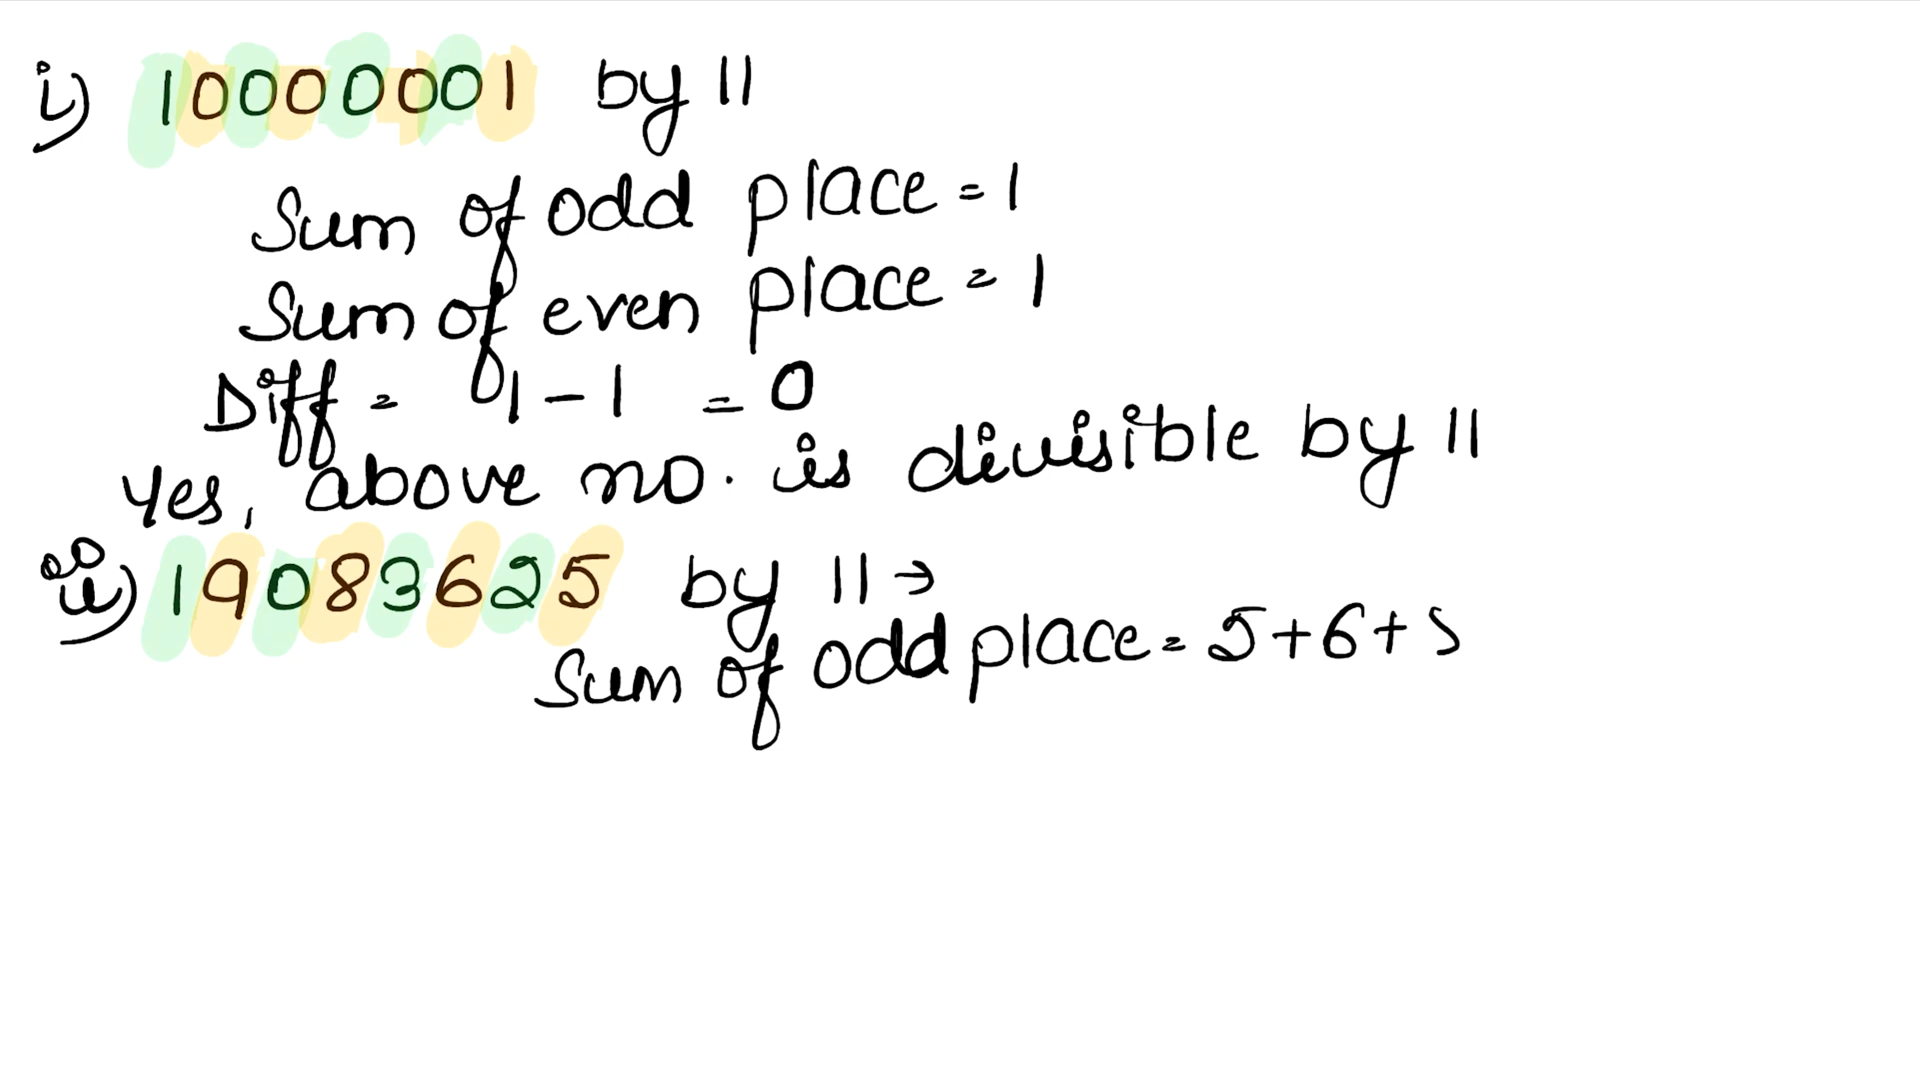 i) 10000001 by 11
Sum of odd place = 1
Sum of even place = 1
Diff = 1 - 1 = 0
Yes, above no. is divisible by 11
ii) 19083625 by 11 →
Sum of odd place = 5+6+